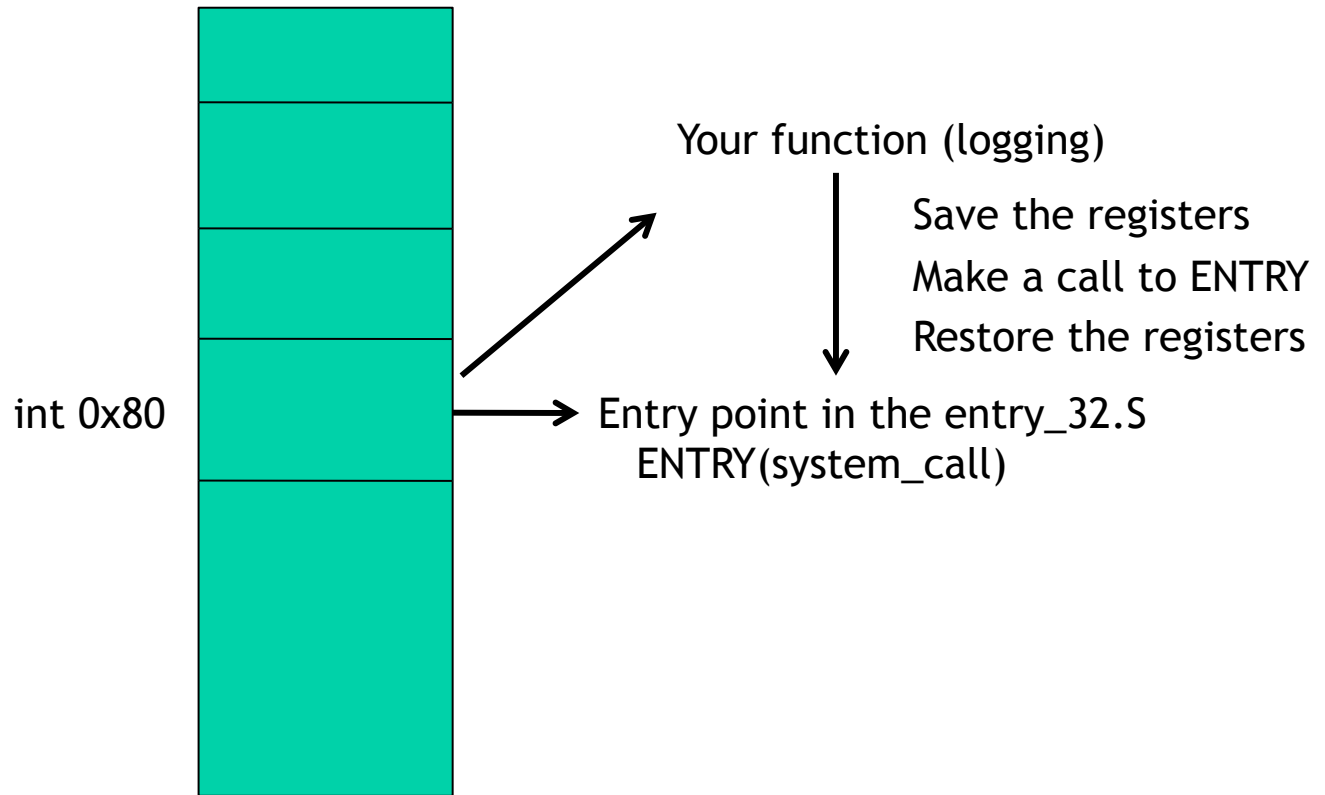 Your function (logging)
Save the registers
Make a call to ENTRY
Restore the registers
int 0x80
Entry point in the entry_32.S
ENTRY(system_call)